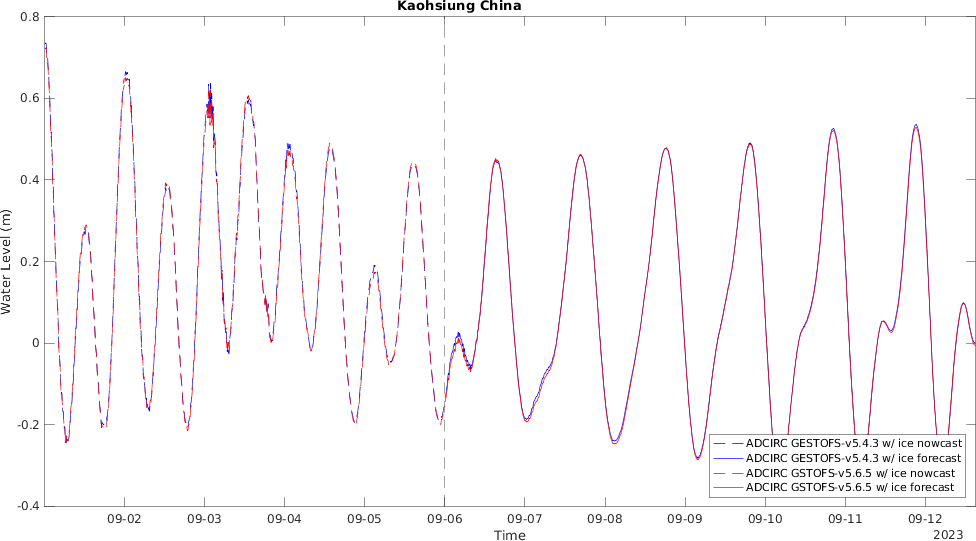 Kaohsiung China
0.8
0.6
0.4
0.2
0
-0.2
-0.4
Water Level (m)
ADCIRC GESTOFS-v5.4.3 w/ ice nowcast
ADCIRC GESTOFS-v5.4.3 w/ ice forecast
ADCIRC GSTOFS-v5.6.5 w/ ice nowcast
ADCIRC GSTOFS-v5.6.5 w/ ice forecast
09-02 09-03 09-04 09-05 09-06 09-07 09-08 09-09 09-10 09-11 09-12
Time
2023